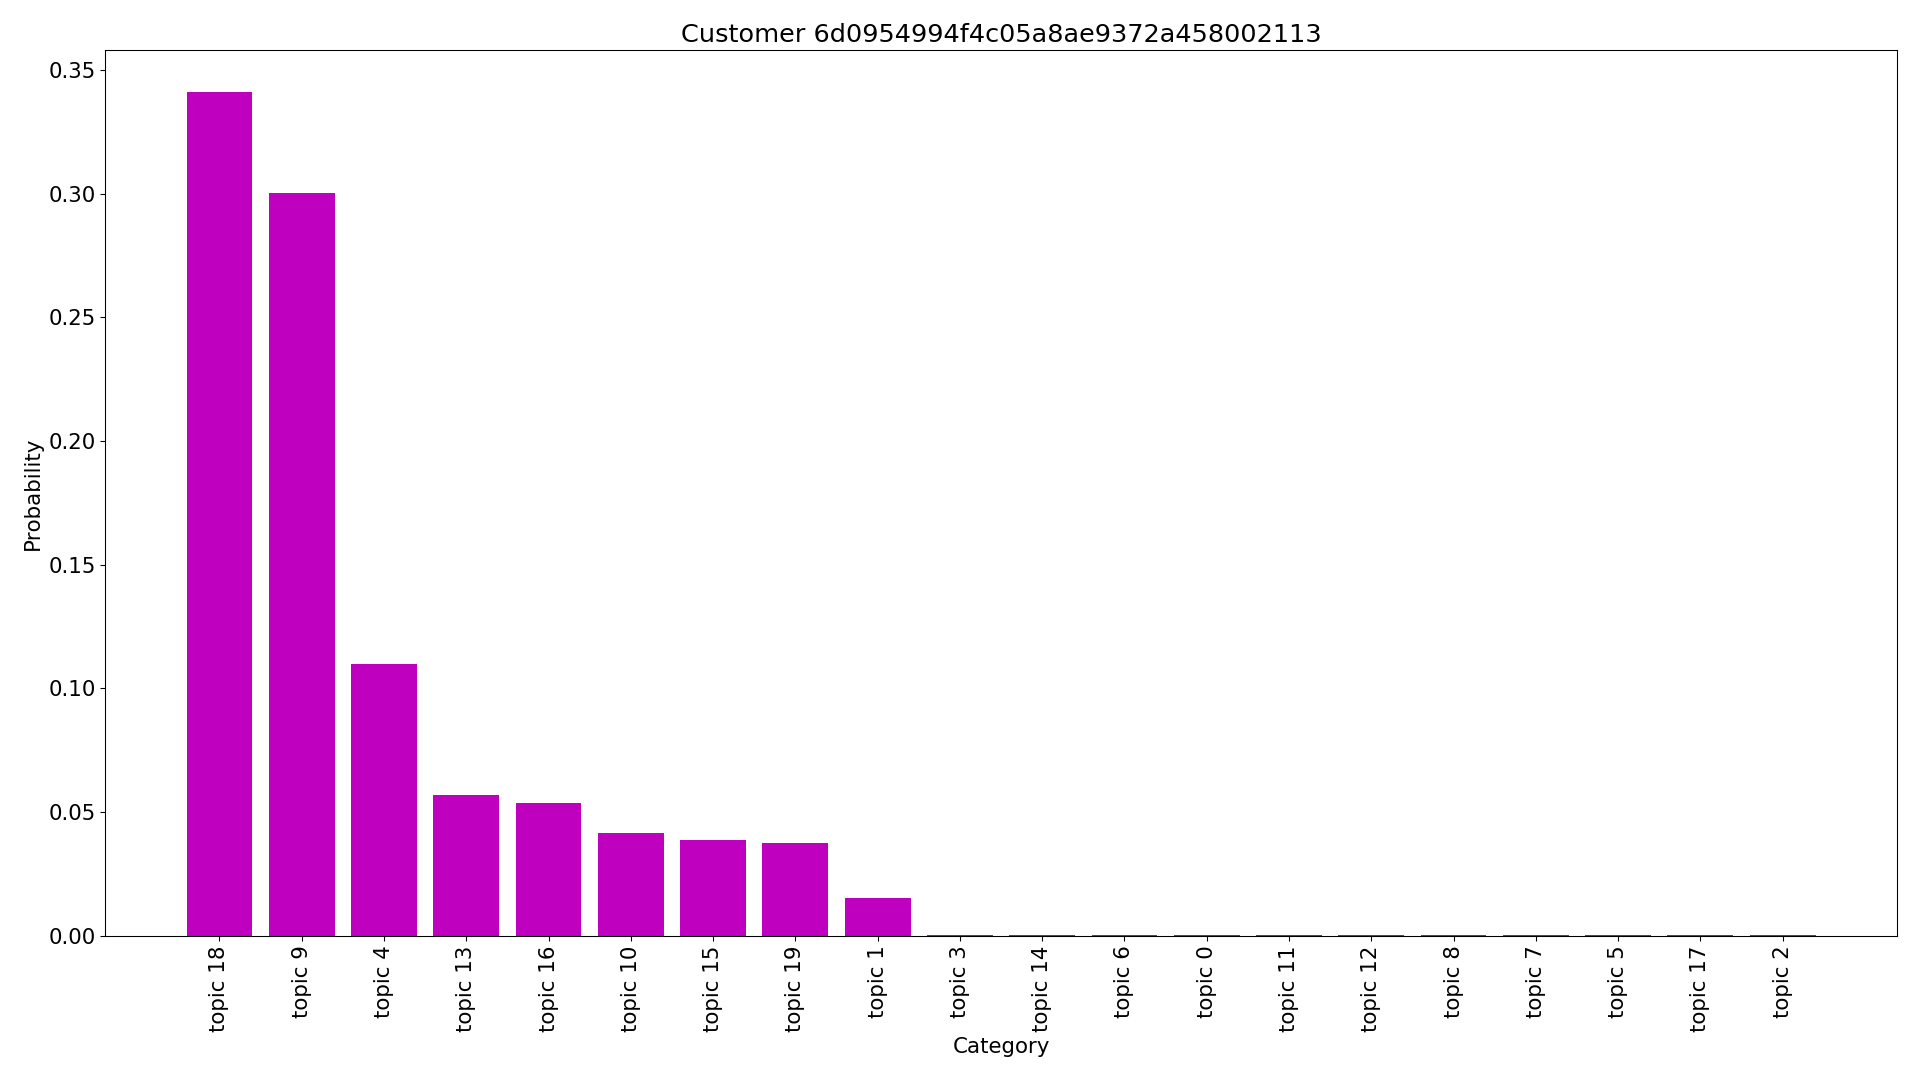 Customer 6d0954994f4c05a8ae9372a458002113
Probability
0.35
0.30
0.25
0.20
0.15
0.10
0.05
0.00
topic 18
topic 9
topic 4
topic 13
topic 16
topic 10
topic 15
topic 19
topic 1
topic 3
topic 14
topic 6
topic 0
topic 11
topic 12
topic 8
topic 7
topic 5
topic 17
topic 2
Category